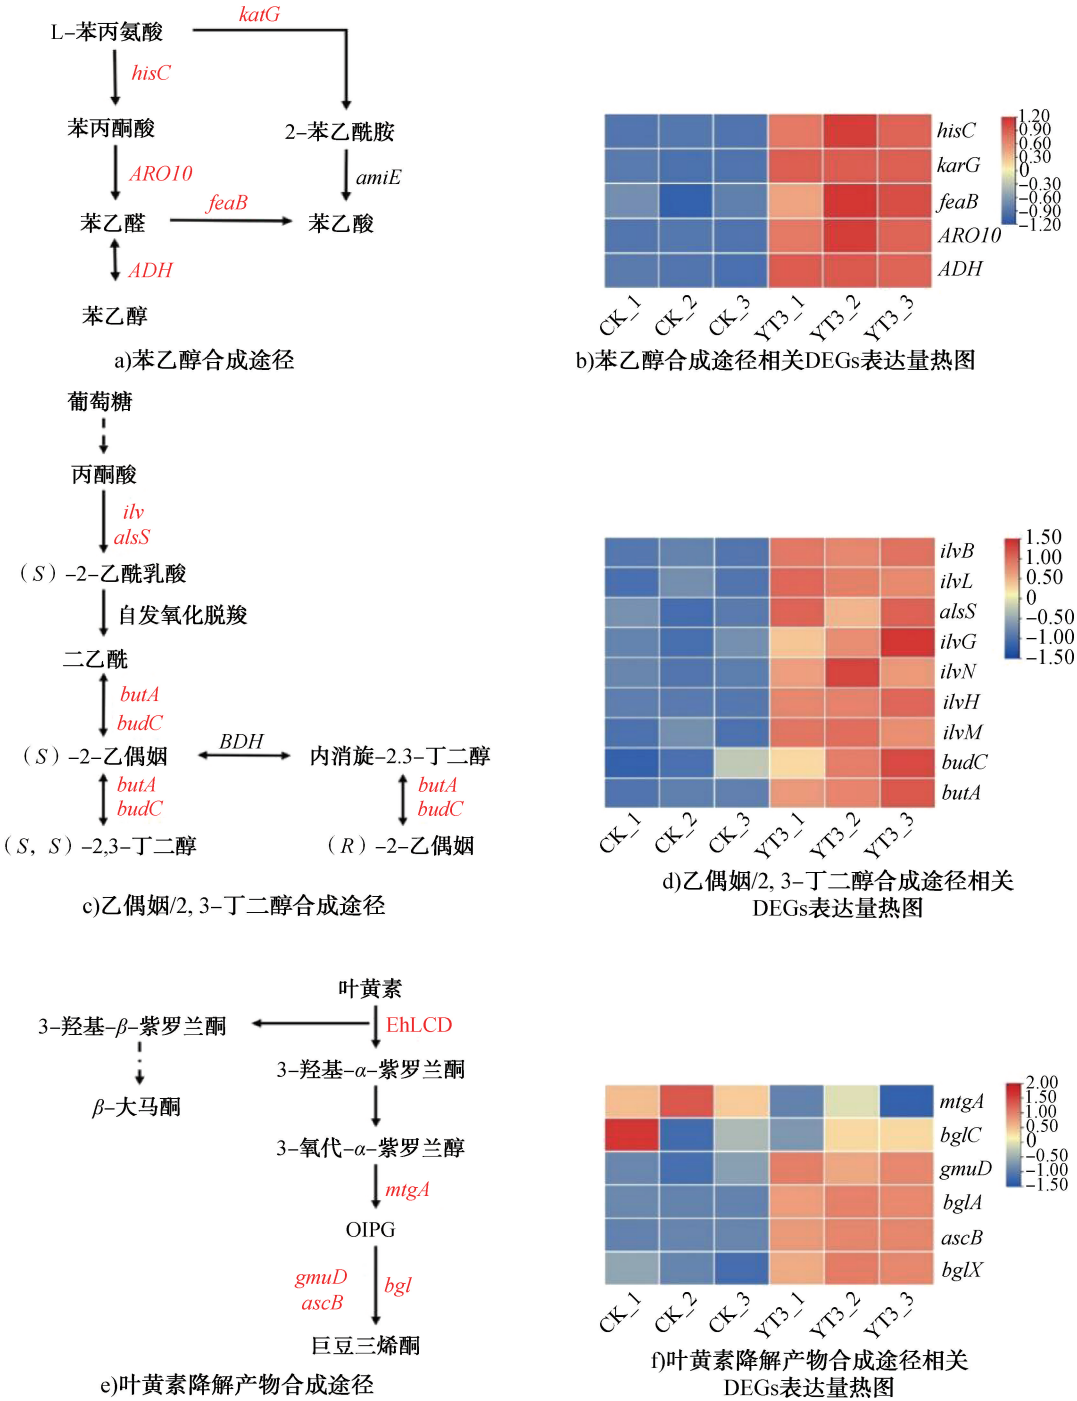 L-苯丙氨酸
katG
hisC
苯丙酮酸
2-苯乙酰胺
ARO10
amiE
苯乙醛
feaB
苯乙酸
ADH
苯乙醇
a)苯乙醇合成途径
hisC
karG
feaB
ARO10
ADH
1.20
0.90
0.60
0.30
0
-0.30
-0.60
-0.90
-1.20
CK_1
CK_2
CK_3
YT3_1
YT3_2
YT3_3
b)苯乙醇合成途径相关DEGs表达量热图
葡萄糖
丙酮酸
ilv
alsS
(S)-2-乙酰乳酸
自发氧化脱羧
二乙酰
butA
budC
(S)-2-乙偶姻
BDH
内消旋-2.3-丁二醇
butA
budC
butA
budC
(S, S)-2,3-丁二醇
(R)-2-乙偶姻
c)乙偶姻/2, 3-丁二醇合成途径
ilvB
ilvL
alsS
ilvG
ilvN
ilvH
ilvM
budC
butA
1.50
1.00
0.50
0
-0.50
-1.00
-1.50
CK_1
CK_2
CK_3
YT3_1
YT3_2
YT3_3
d)乙偶姻/2, 3-丁二醇合成途径相关
DEGs表达量热图
叶黄素
3-羟基-β-紫罗兰酮
EhLCD
3-羟基-α-紫罗兰酮
β-大马酮
3-氧代-α-紫罗兰醇
mtgA
OIPG
gmuD
ascB
bgl
巨豆三烯酮
e)叶黄素降解产物合成途径
mtgA
bglC
gmuD
bglA
ascB
bglX
2.00
1.50
1.00
0.50
0
-0.50
-1.00
-1.50
CK_1
CK_2
CK_3
YT3_1
YT3_2
YT3_3
f)叶黄素降解产物合成途径相关
DEGs表达量热图